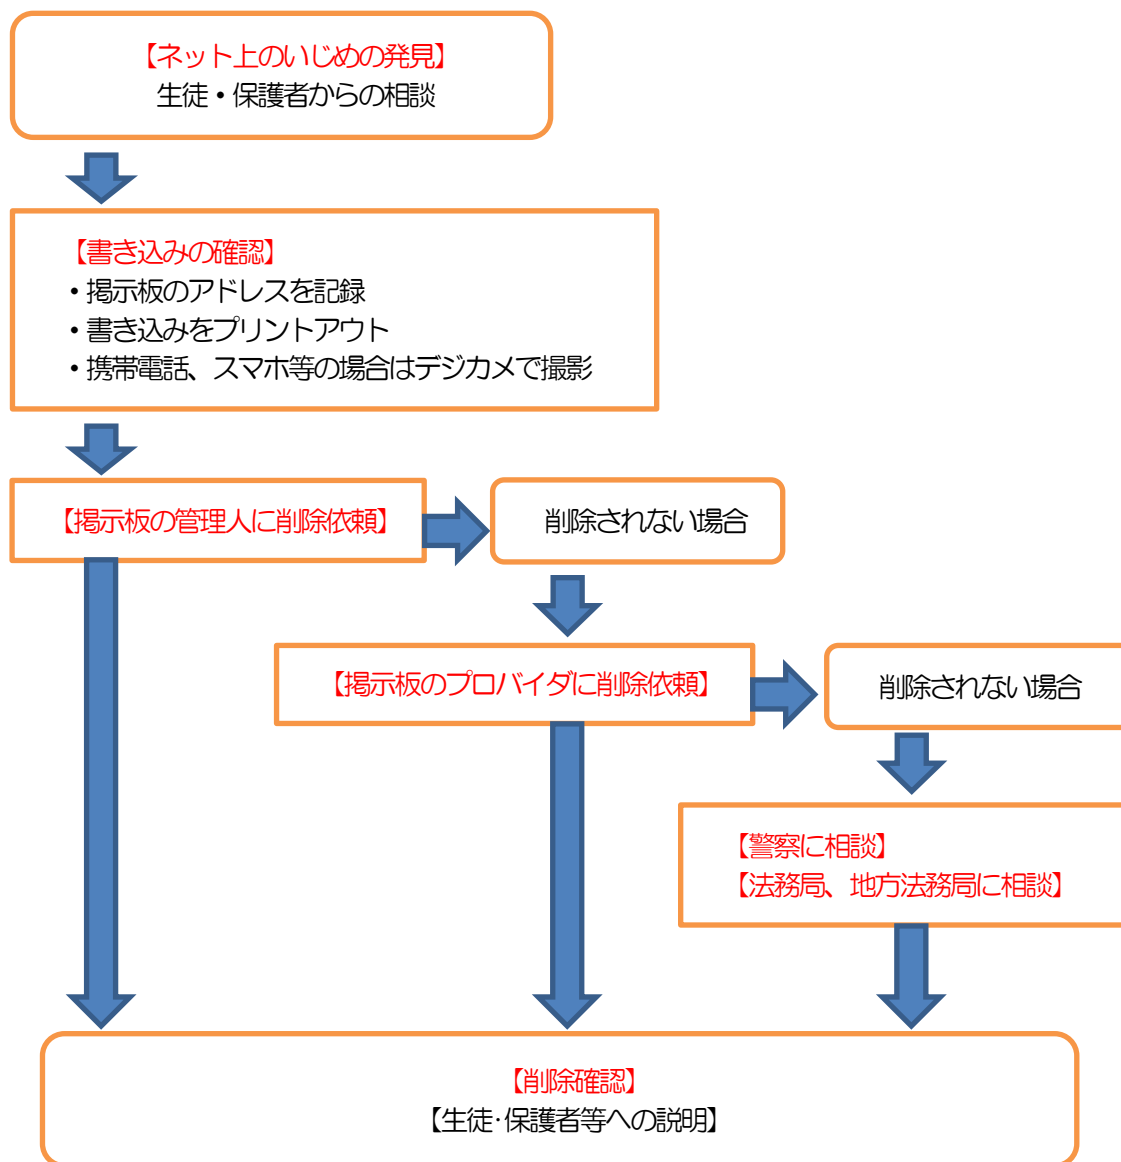 【ネット上のいじめの発見】
生徒・保護者からの相談
【書き込みの確認】
・掲示板のアドレスを記録
・書き込みをプリントアウト
・携帯電話、スマホ等の場合はデジカメで撮影
【掲示板の管理人に削除依頼】
削除されない場合
【掲示板のプロバイダに削除依頼】
削除されない場合
【警察に相談】
【法務局、地方法務局に相談】
【削除確認】
【生徒･保護者等への説明】